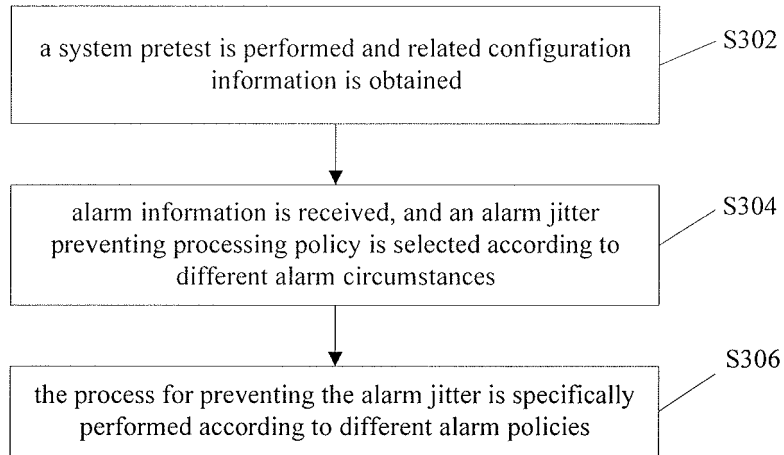 a system pretest is performed and related configuration
information is obtained
S302
alarm information is received, and an alarm jitter
preventing processing policy is selected according to
different alarm circumstances
S304
the process for preventing the alarm jitter is specifically
performed according to different alarm policies
S306